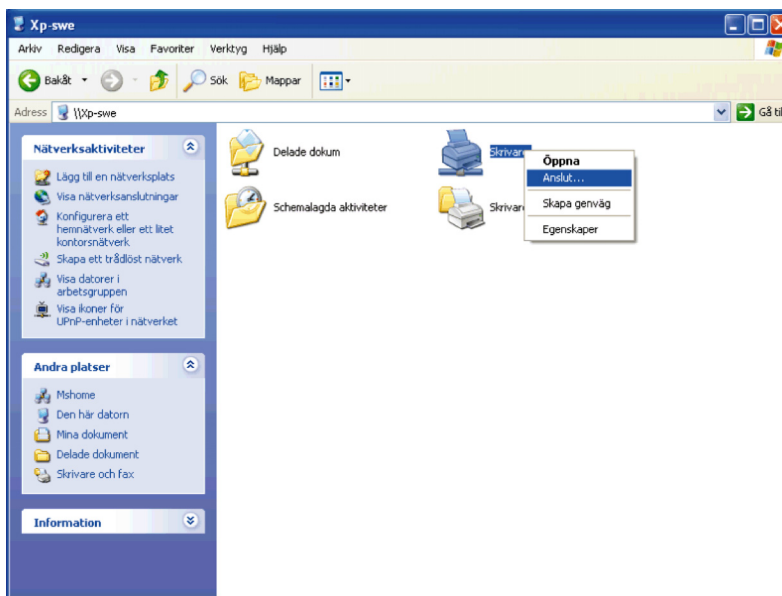 Xp-swe
Arkiv Redigera Visa Favoriter Verktyg Hjälp
Bakåt Sök Mappar
Adress \\Xp-swe Gå til
Nätverksaktiviteter
Lägg till en nätverksplats
Visa nätverksanslutningar
Konfigurera ett
hemnätverk eller ett litet
kontorsnätverk
Skapa ett trådlöst nätverk
Visa datorer i
arbetsgruppen
Visa ikoner för
UPnP-enheter i nätverket
Andra platser
Mshome
Den här datorn
Mina dokument
Delade dokument
Skrivare och fax
Information
Delade dokum
Skrivare
Schemalagda aktiviteter
Skrivare
Öppna
Anslut...
Skapa genväg
Egenskaper